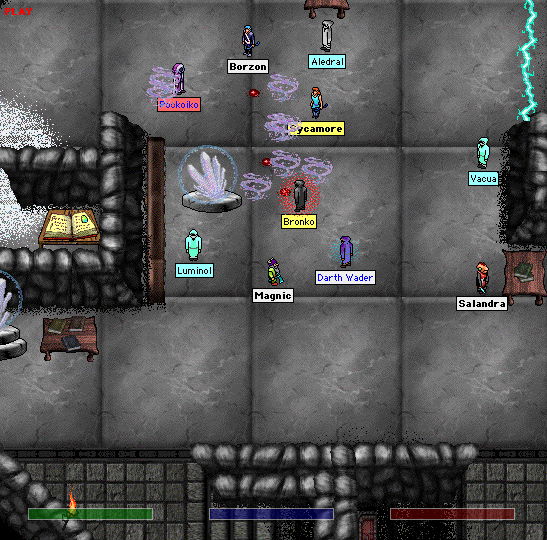 PLAY
Borzon
Aledral
Pookoiko
Sycamore
Vacua
Bronko
Luminol
Darth Wader
Magnic
Salandra